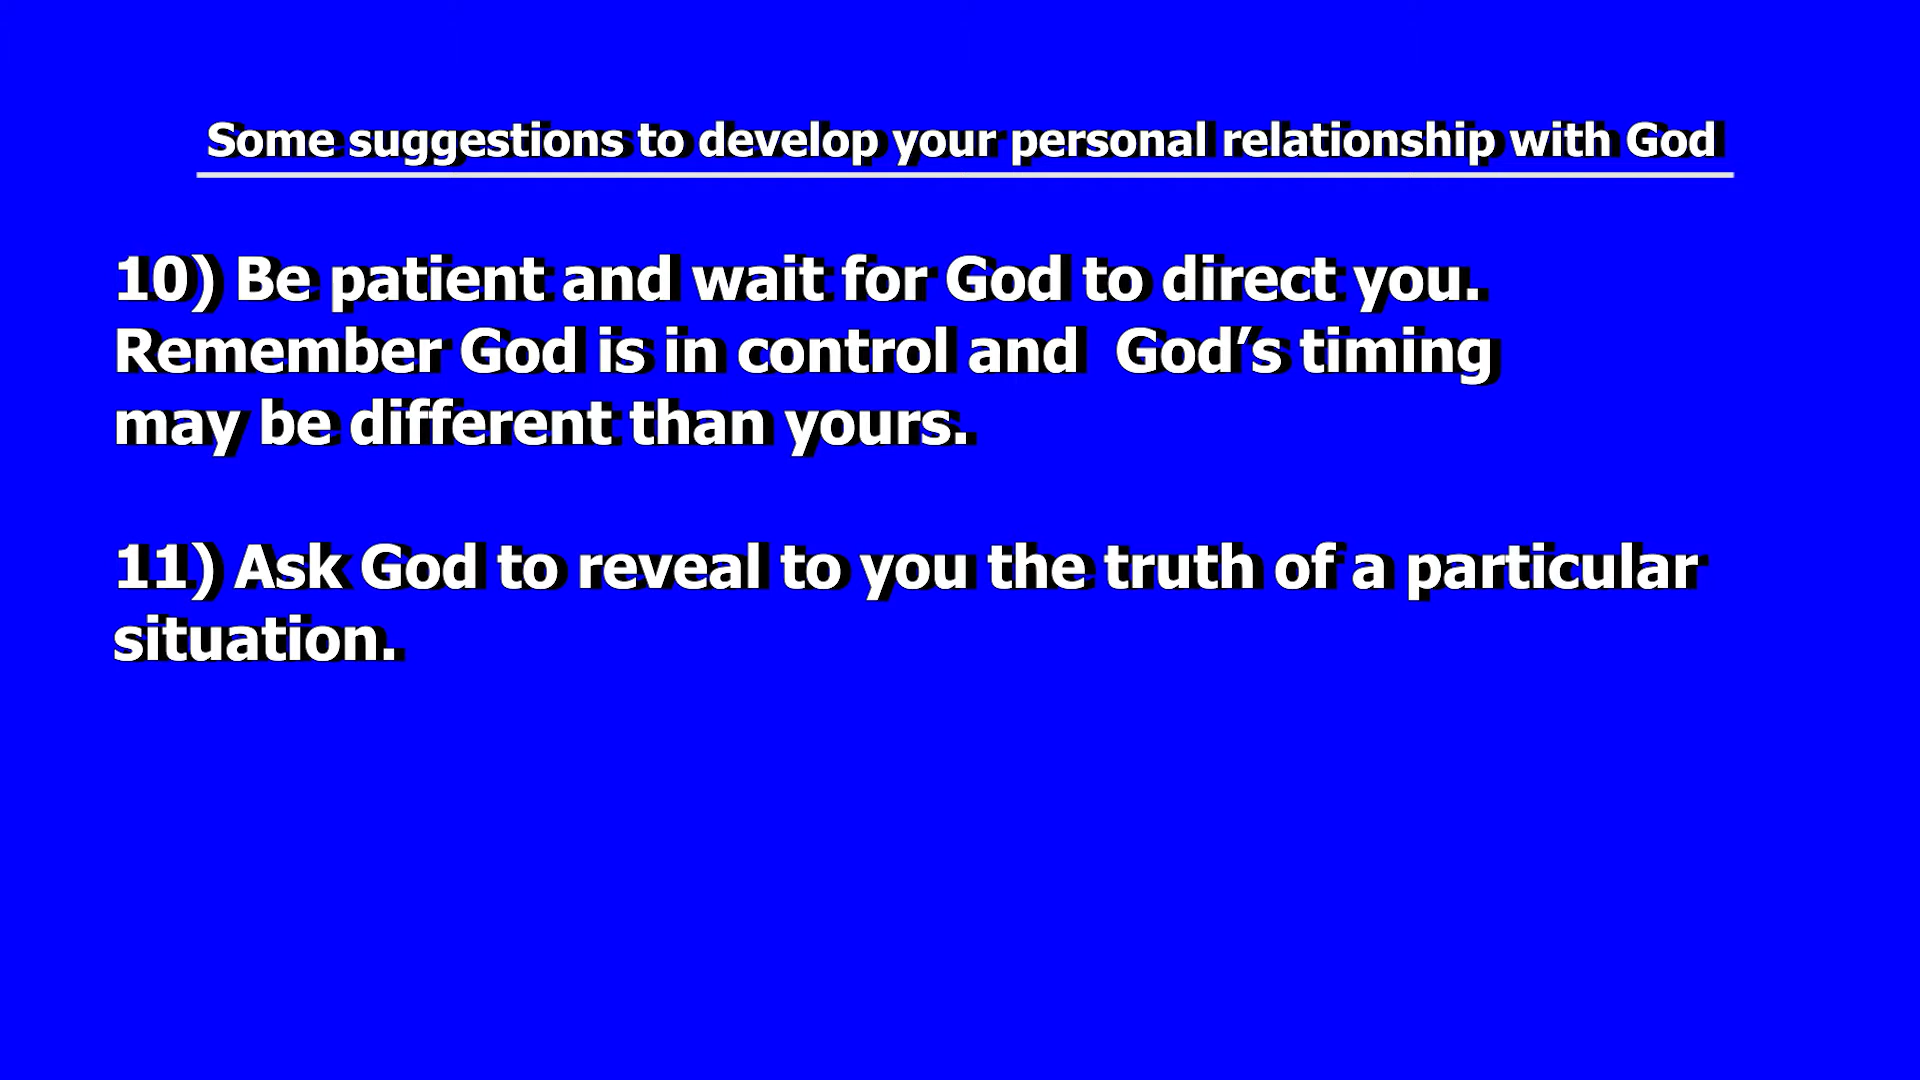 Some suggestions to develop your personal relationship with God
10) Be patient and wait for God to direct you.
Remember God is in control and  God’s timing
may be different than yours.
11) Ask God to reveal to you the truth of a particular
situation.